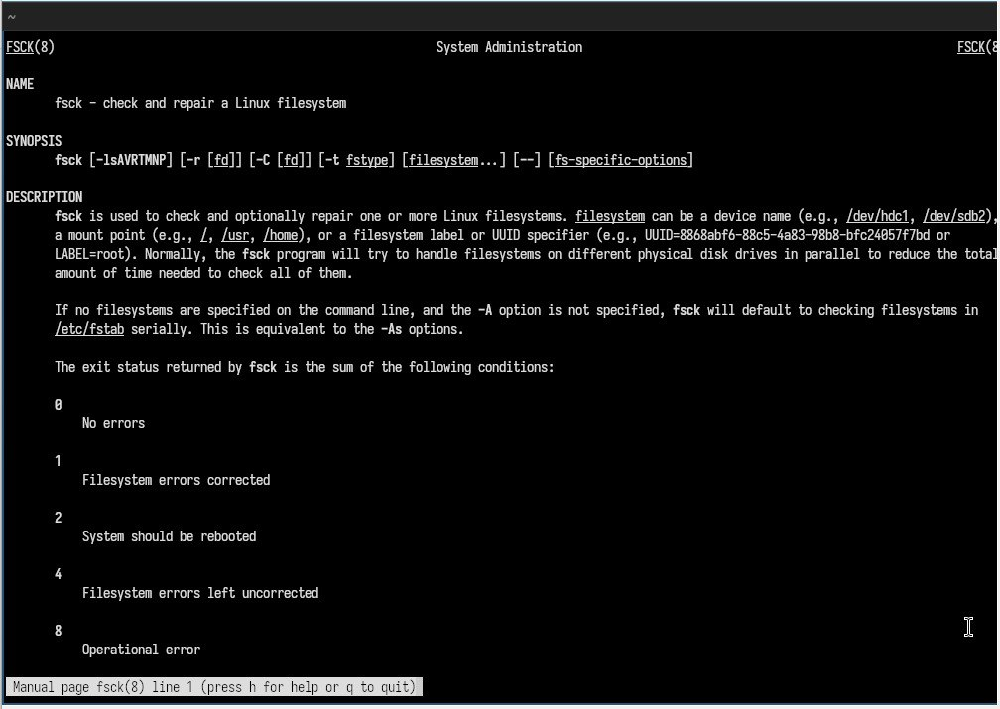 ~
FSCK(8) System Administration FSCK(8
NAME
fsck - check and repair a Linux filesystem
SYNOPSIS
fsck [-lsAVRTMNP] [-r [fd]] [-C [fd]] [-t fstype] [filesystem...] [--] [fs-specific-options]
DESCRIPTION
fsck is used to check and optionally repair one or more Linux filesystems. filesystem can be a device name (e.g., /dev/hdc1, /dev/sdb2),
a mount point (e.g., /, /usr, /home), or a filesystem label or UUID specifier (e.g., UUID=8868abf6-88c5-4a83-98b8-bfc24057f7bd or
LABEL=root). Normally, the fsck program will try to handle filesystems on different physical disk drives in parallel to reduce the total
amount of time needed to check all of them.
If no filesystems are specified on the command line, and the -A option is not specified, fsck will default to checking filesystems in
/etc/fstab serially. This is equivalent to the -As options.
The exit status returned by fsck is the sum of the following conditions:
0
No errors
1
Filesystem errors corrected
2
System should be rebooted
4
Filesystem errors left uncorrected
8
Operational error
Manual page fsck(8) line 1 (press h for help or q to quit)